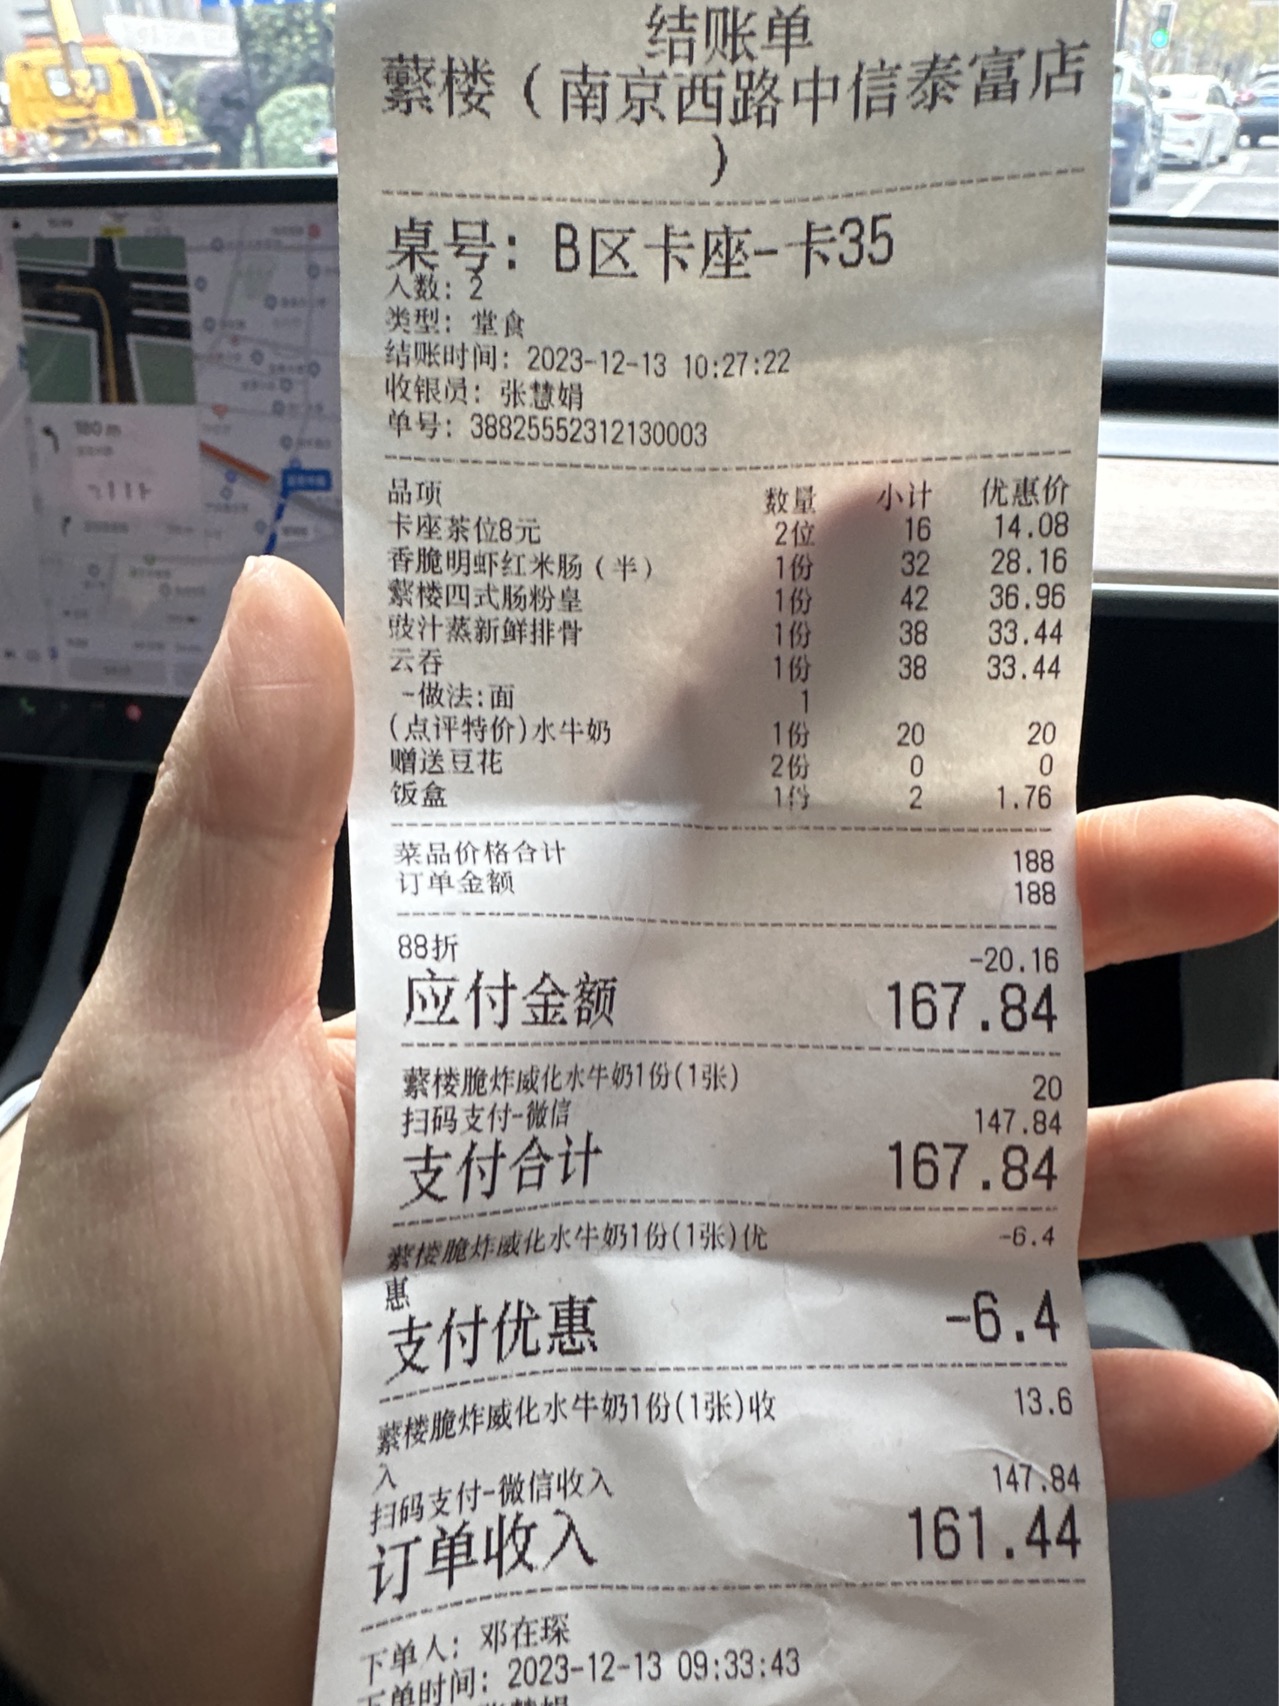 结账单
蘩楼（南京西路中信泰富店
）
桌号：B区卡座-卡35
人数：2
类型：堂食
结账时间：2023-12-13 10:27:22
收银员：张慧娟
单号：38825552312130003
品项 数量 小计 优惠价
卡座茶位8元 2位 16 14.08
香脆明虾红米肠（半） 1份 32 28.16
蘩楼四式肠粉皇 1份 42 36.96
豉汁蒸新鲜排骨 1份 38 33.44
云吞 1份 38 33.44
-做法:面 1
(点评特价)水牛奶 1份 20 20
赠送豆花 2份 0 0
饭盒 1份 2 1.76
菜品价格合计 188
订单金额 188
88折 -20.16
应付金额 167.84
蘩楼脆炸威化水牛奶1份(1张) 20
扫码支付-微信 147.84
支付合计 167.84
蘩楼脆炸威化水牛奶1份(1张)优 -6.4
惠
支付优惠 -6.4
蘩楼脆炸威化水牛奶1份(1张)收 13.6
入
扫码支付-微信收入 147.84
订单收入 161.44
下单人：邓在琛
下单时间：2023-12-13 09:33:43
张慧娟
180 m